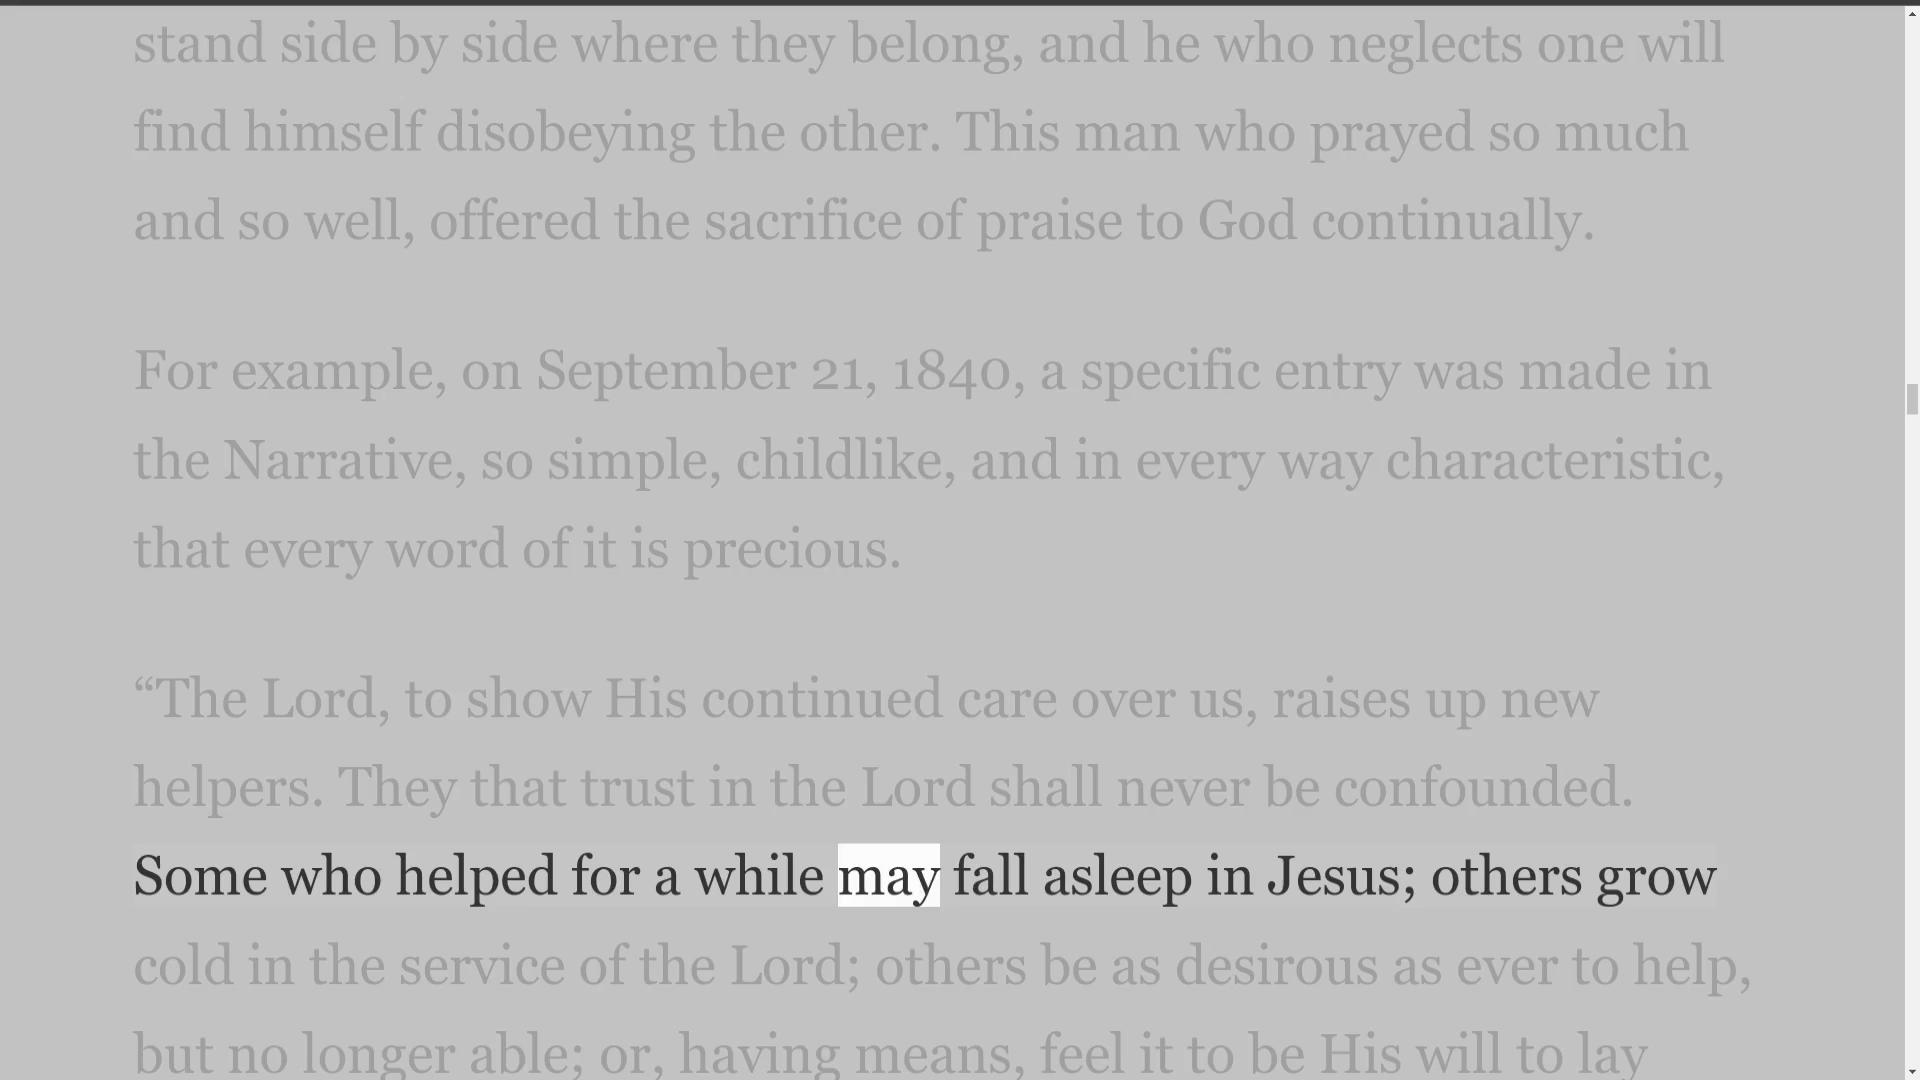 stand side by side where they belong, and he who neglects one will
find himself disobeying the other. This man who prayed so much
and so well, offered the sacrifice of praise to God continually.
For example, on September 21, 1840, a specific entry was made in
the Narrative, so simple, childlike, and in every way characteristic,
that every word of it is precious.
“The Lord, to show His continued care over us, raises up new
helpers. They that trust in the Lord shall never be confounded.
Some who helped for a while may fall asleep in Jesus; others grow
cold in the service of the Lord; others be as desirous as ever to help,
but no longer able; or, having means, feel it to be His will to lay